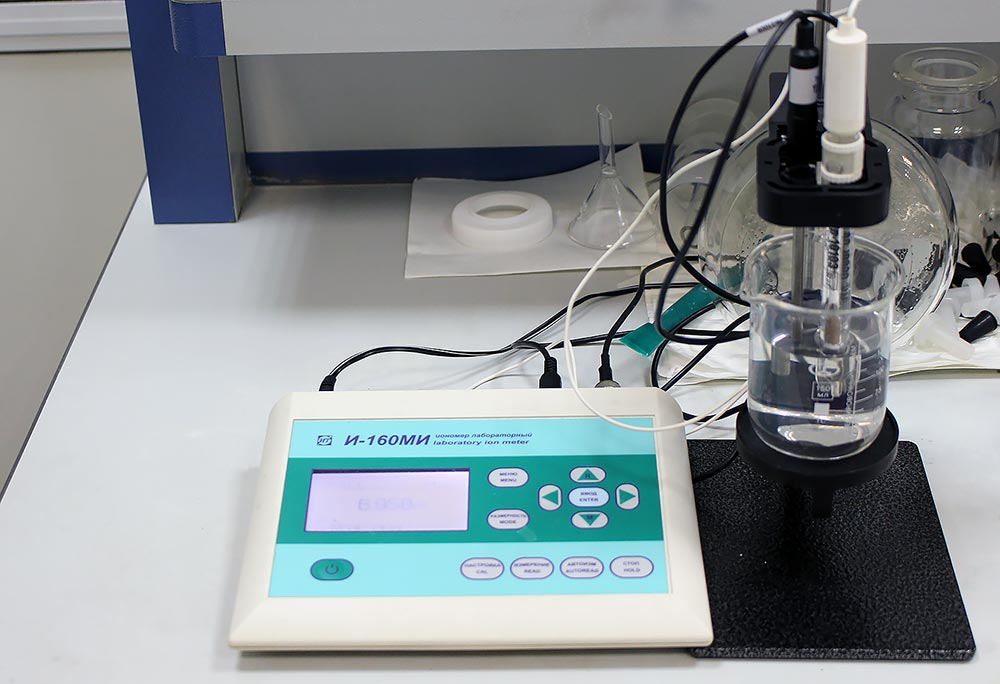 И-160МИ
иономер лабораторный
laboratory ion meter
МЕНЮ
MENU
ВВОД
ENTER
РАЗМЕРНОСТЬ
MODE
НАСТРОЙКА
CAL
ИЗМЕРЕНИЕ
READ
АВТОИЗМ
AUTOREAD
СТОП
HOLD